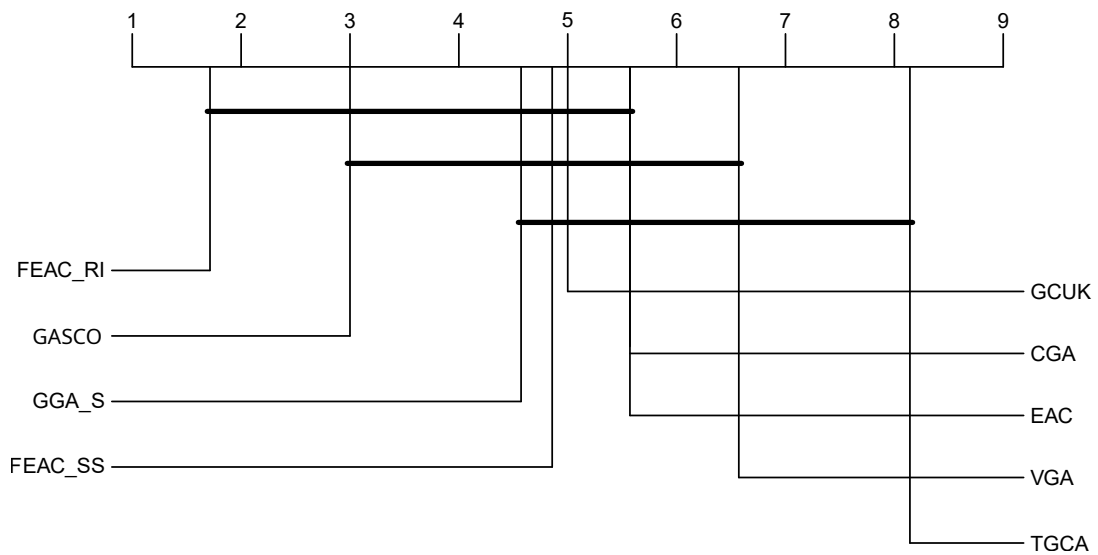 1 2 3 4 5 6 7 8 9
FEAC_RI
GCUK
GASCO
CGA
GGA_S
EAC
FEAC_SS
VGA
TGCA